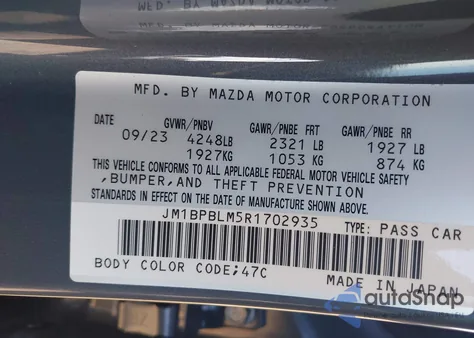 MFD. BY MAZDA MOTOR CORPORATION
DATE GVWR/PNBV GAWR/PNBE FRT GAWR/PNBE RR
09/23 4248LB 2321 LB 1927 LB
1927KG 1053 KG 874 KG
THIS VEHICLE CONFORMS TO ALL APPLICABLE FEDERAL MOTOR VEHICLE SAFETY
,BUMPER,AND THEFT PREVENTION
STANDARDS IN EFFECT ON THE DATE OF MANUFACTURE SHOWN ABOVE.
JM1BPBLM5R1702935 TYPE: PASS CAR
BODY COLOR CODE;47C MADE IN JAPAN
autoSnap